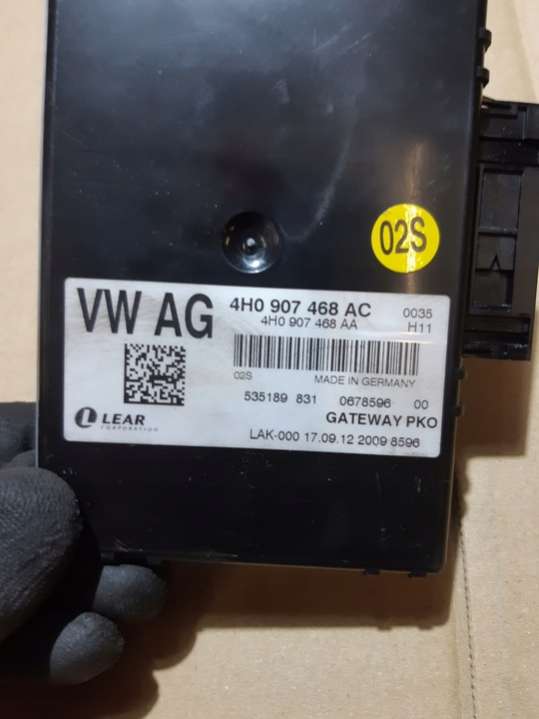 02S
VW AG
4H0 907 468 AC 0035
4H0 907 468 AA H11
02S MADE IN GERMANY
535189 831 0678596 00
LEAR
CORPORATION
GATEWAY PKO
LAK-000 17.09.12 2009 8596